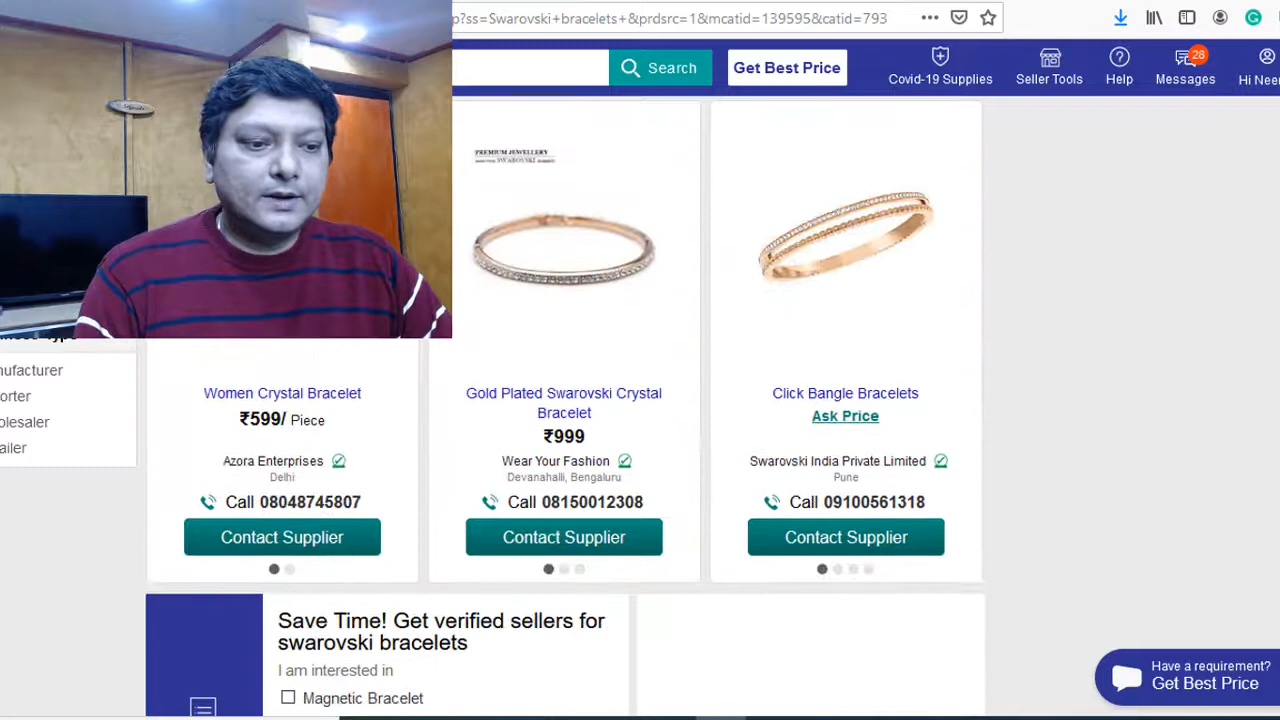 p?ss=Swarovski+bracelets+&prdsrc=1&mcatid=139595&catid=793
Search
Get Best Price
Covid-19 Supplies
Seller Tools
Help
28
Messages
Hi Nee
PREMIUM JEWELLERY
SWAROVSKI
nufacturer
orter
olesaler
ailer
Women Crystal Bracelet
₹599/ Piece
Azora Enterprises
Delhi
Call 08048745807
Contact Supplier
Gold Plated Swarovski Crystal
Bracelet
₹999
Wear Your Fashion
Devanahalli, Bengaluru
Call 08150012308
Contact Supplier
Click Bangle Bracelets
Ask Price
Swarovski India Private Limited
Pune
Call 09100561318
Contact Supplier
Save Time! Get verified sellers for
swarovski bracelets
I am interested in
Magnetic Bracelet
Have a requirement?
Get Best Price